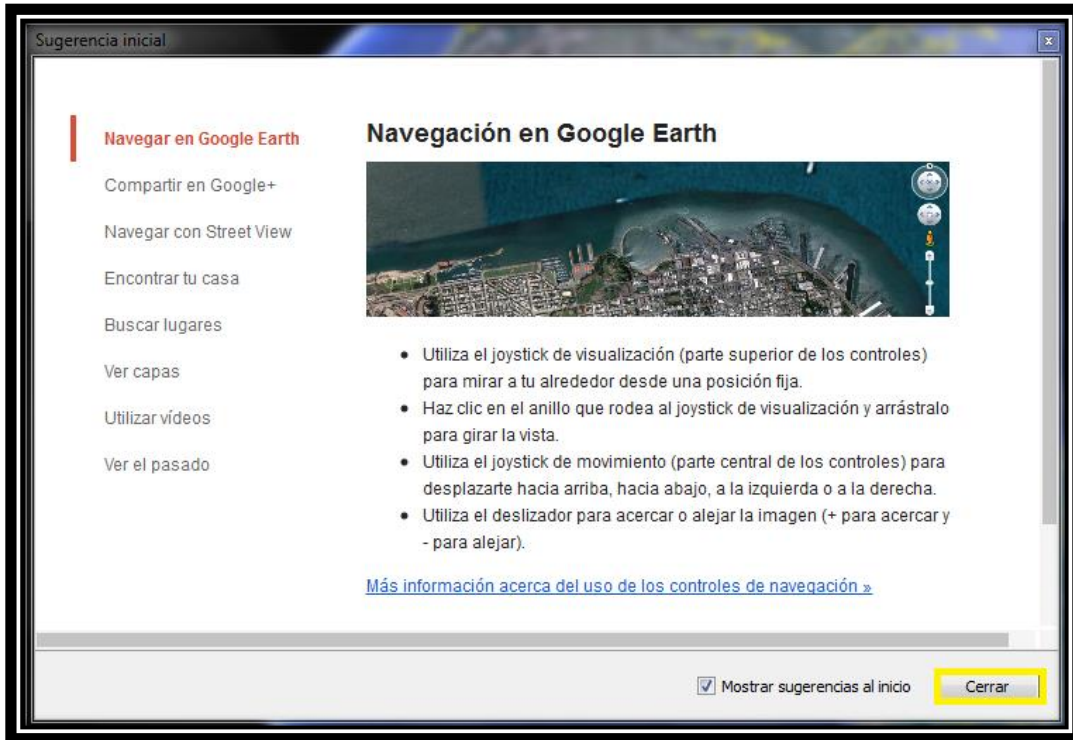 Sugerencia inicial
Navegar en Google Earth
Compartir en Google+
Navegar con Street View
Encontrar tu casa
Buscar lugares
Ver capas
Utilizar vídeos
Ver el pasado
Navegación en Google Earth
• Utiliza el joystick de visualización (parte superior de los controles)
para mirar a tu alrededor desde una posición fija.
• Haz clic en el anillo que rodea al joystick de visualización y arrástralo
para girar la vista.
• Utiliza el joystick de movimiento (parte central de los controles) para
desplazarte hacia arriba, hacia abajo, a la izquierda o a la derecha.
• Utiliza el deslizador para acercar o alejar la imagen (+ para acercar y
- para alejar).
Más información acerca del uso de los controles de navegación »
Mostrar sugerencias al inicio
Cerrar